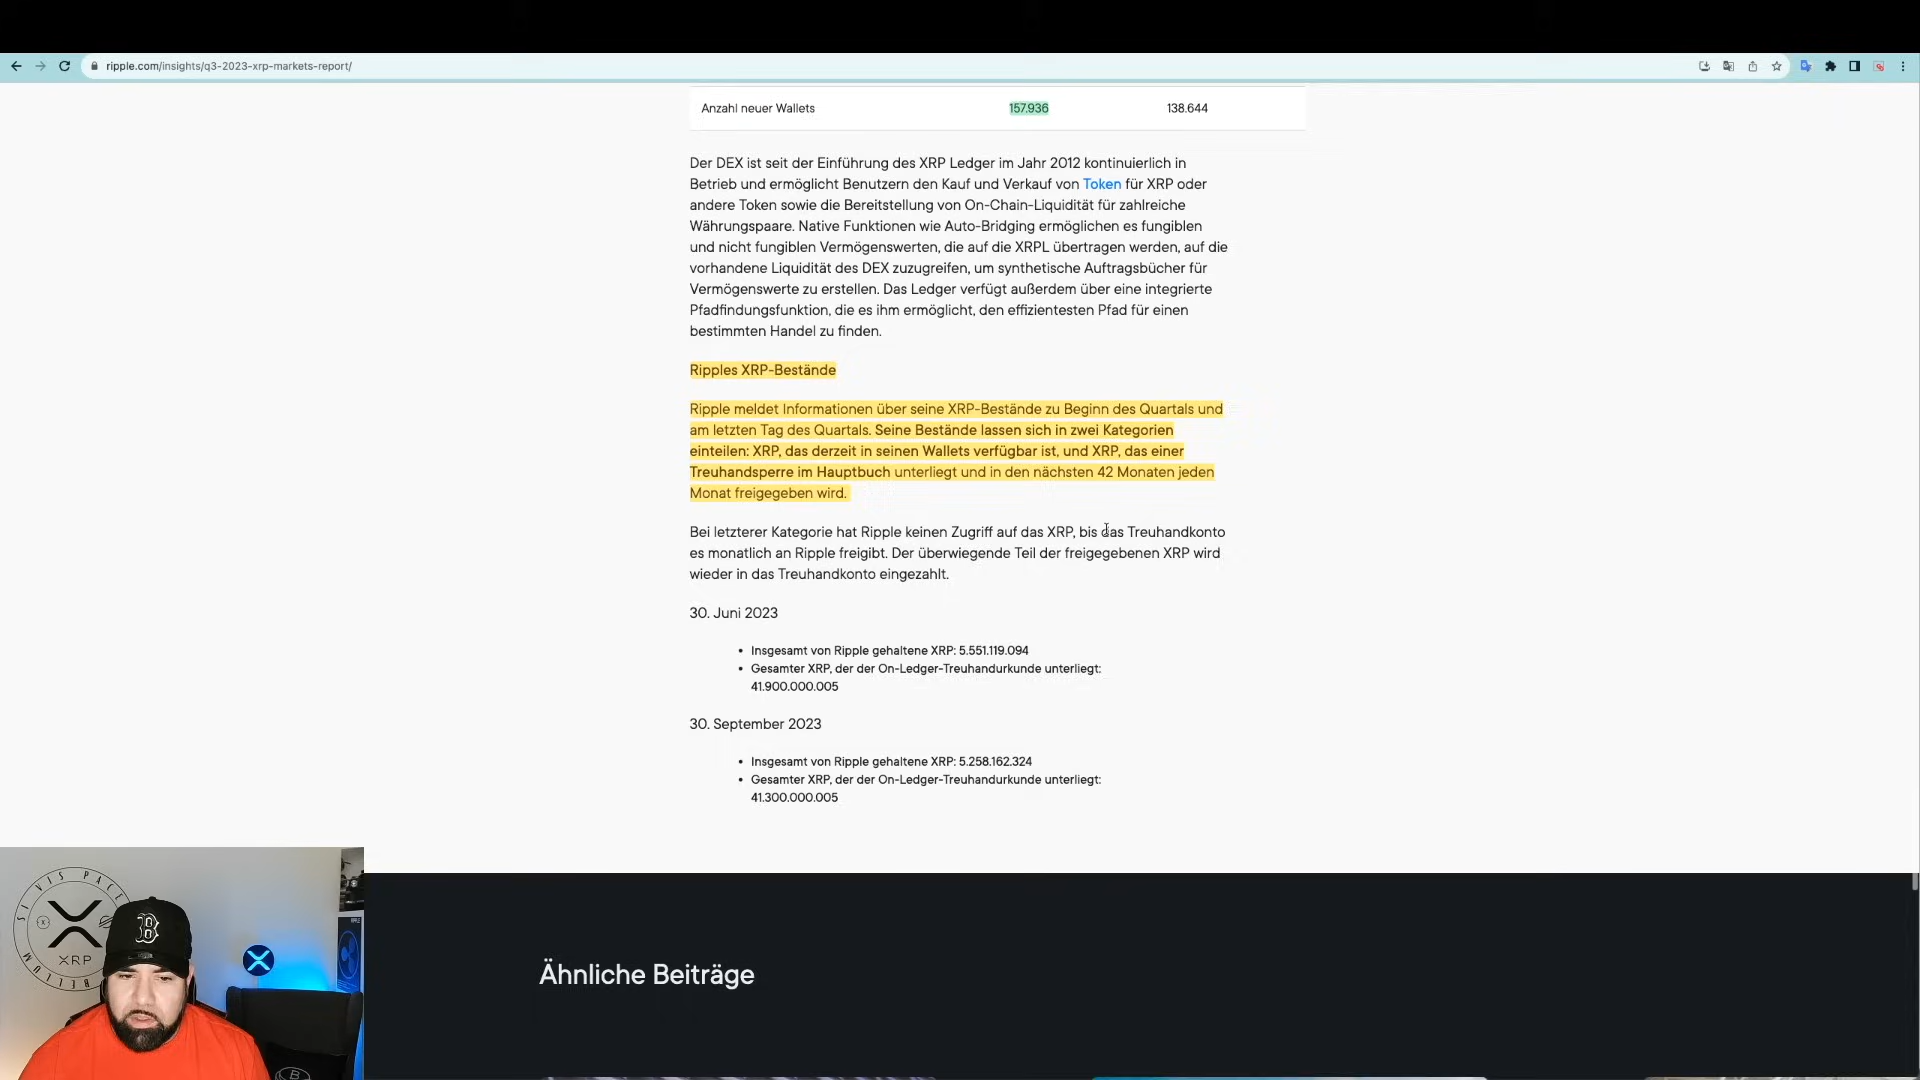 ripple.com/insights/q3-2023-xrp-markets-report/
Anzahl neuer Wallets 157.936 138.644
Der DEX ist seit der Einführung des XRP Ledger im Jahr 2012 kontinuierlich in
Betrieb und ermöglicht Benutzern den Kauf und Verkauf von Token für XRP oder
andere Token sowie die Bereitstellung von On-Chain-Liquidität für zahlreiche
Währungspaare. Native Funktionen wie Auto-Bridging ermöglichen es fungiblen
und nicht fungiblen Vermögenswerten, die auf die XRPL übertragen werden, auf die
vorhandene Liquidität des DEX zuzugreifen, um synthetische Auftragsbücher für
Vermögenswerte zu erstellen. Das Ledger verfügt außerdem über eine integrierte
Pfadfindungsfunktion, die es ihm ermöglicht, den effizientesten Pfad für einen
bestimmten Handel zu finden.
Ripples XRP-Bestände
Ripple meldet Informationen über seine XRP-Bestände zu Beginn des Quartals und
am letzten Tag des Quartals. Seine Bestände lassen sich in zwei Kategorien
einteilen: XRP, das derzeit in seinen Wallets verfügbar ist, und XRP, das einer
Treuhandsperre im Hauptbuch unterliegt und in den nächsten 42 Monaten jeden
Monat freigegeben wird.
Bei letzterer Kategorie hat Ripple keinen Zugriff auf das XRP, bis das Treuhandkonto
es monatlich an Ripple freigibt. Der überwiegende Teil der freigegebenen XRP wird
wieder in das Treuhandkonto eingezahlt.
30. Juni 2023
• Insgesamt von Ripple gehaltene XRP: 5.551.119.094
• Gesamter XRP, der der On-Ledger-Treuhandurkunde unterliegt:
41.900.000.005
30. September 2023
• Insgesamt von Ripple gehaltene XRP: 5.258.162.324
• Gesamter XRP, der der On-Ledger-Treuhandurkunde unterliegt:
41.300.000.005
Ähnliche Beiträge
SI VIS PACE
BELLUM
XRP
B